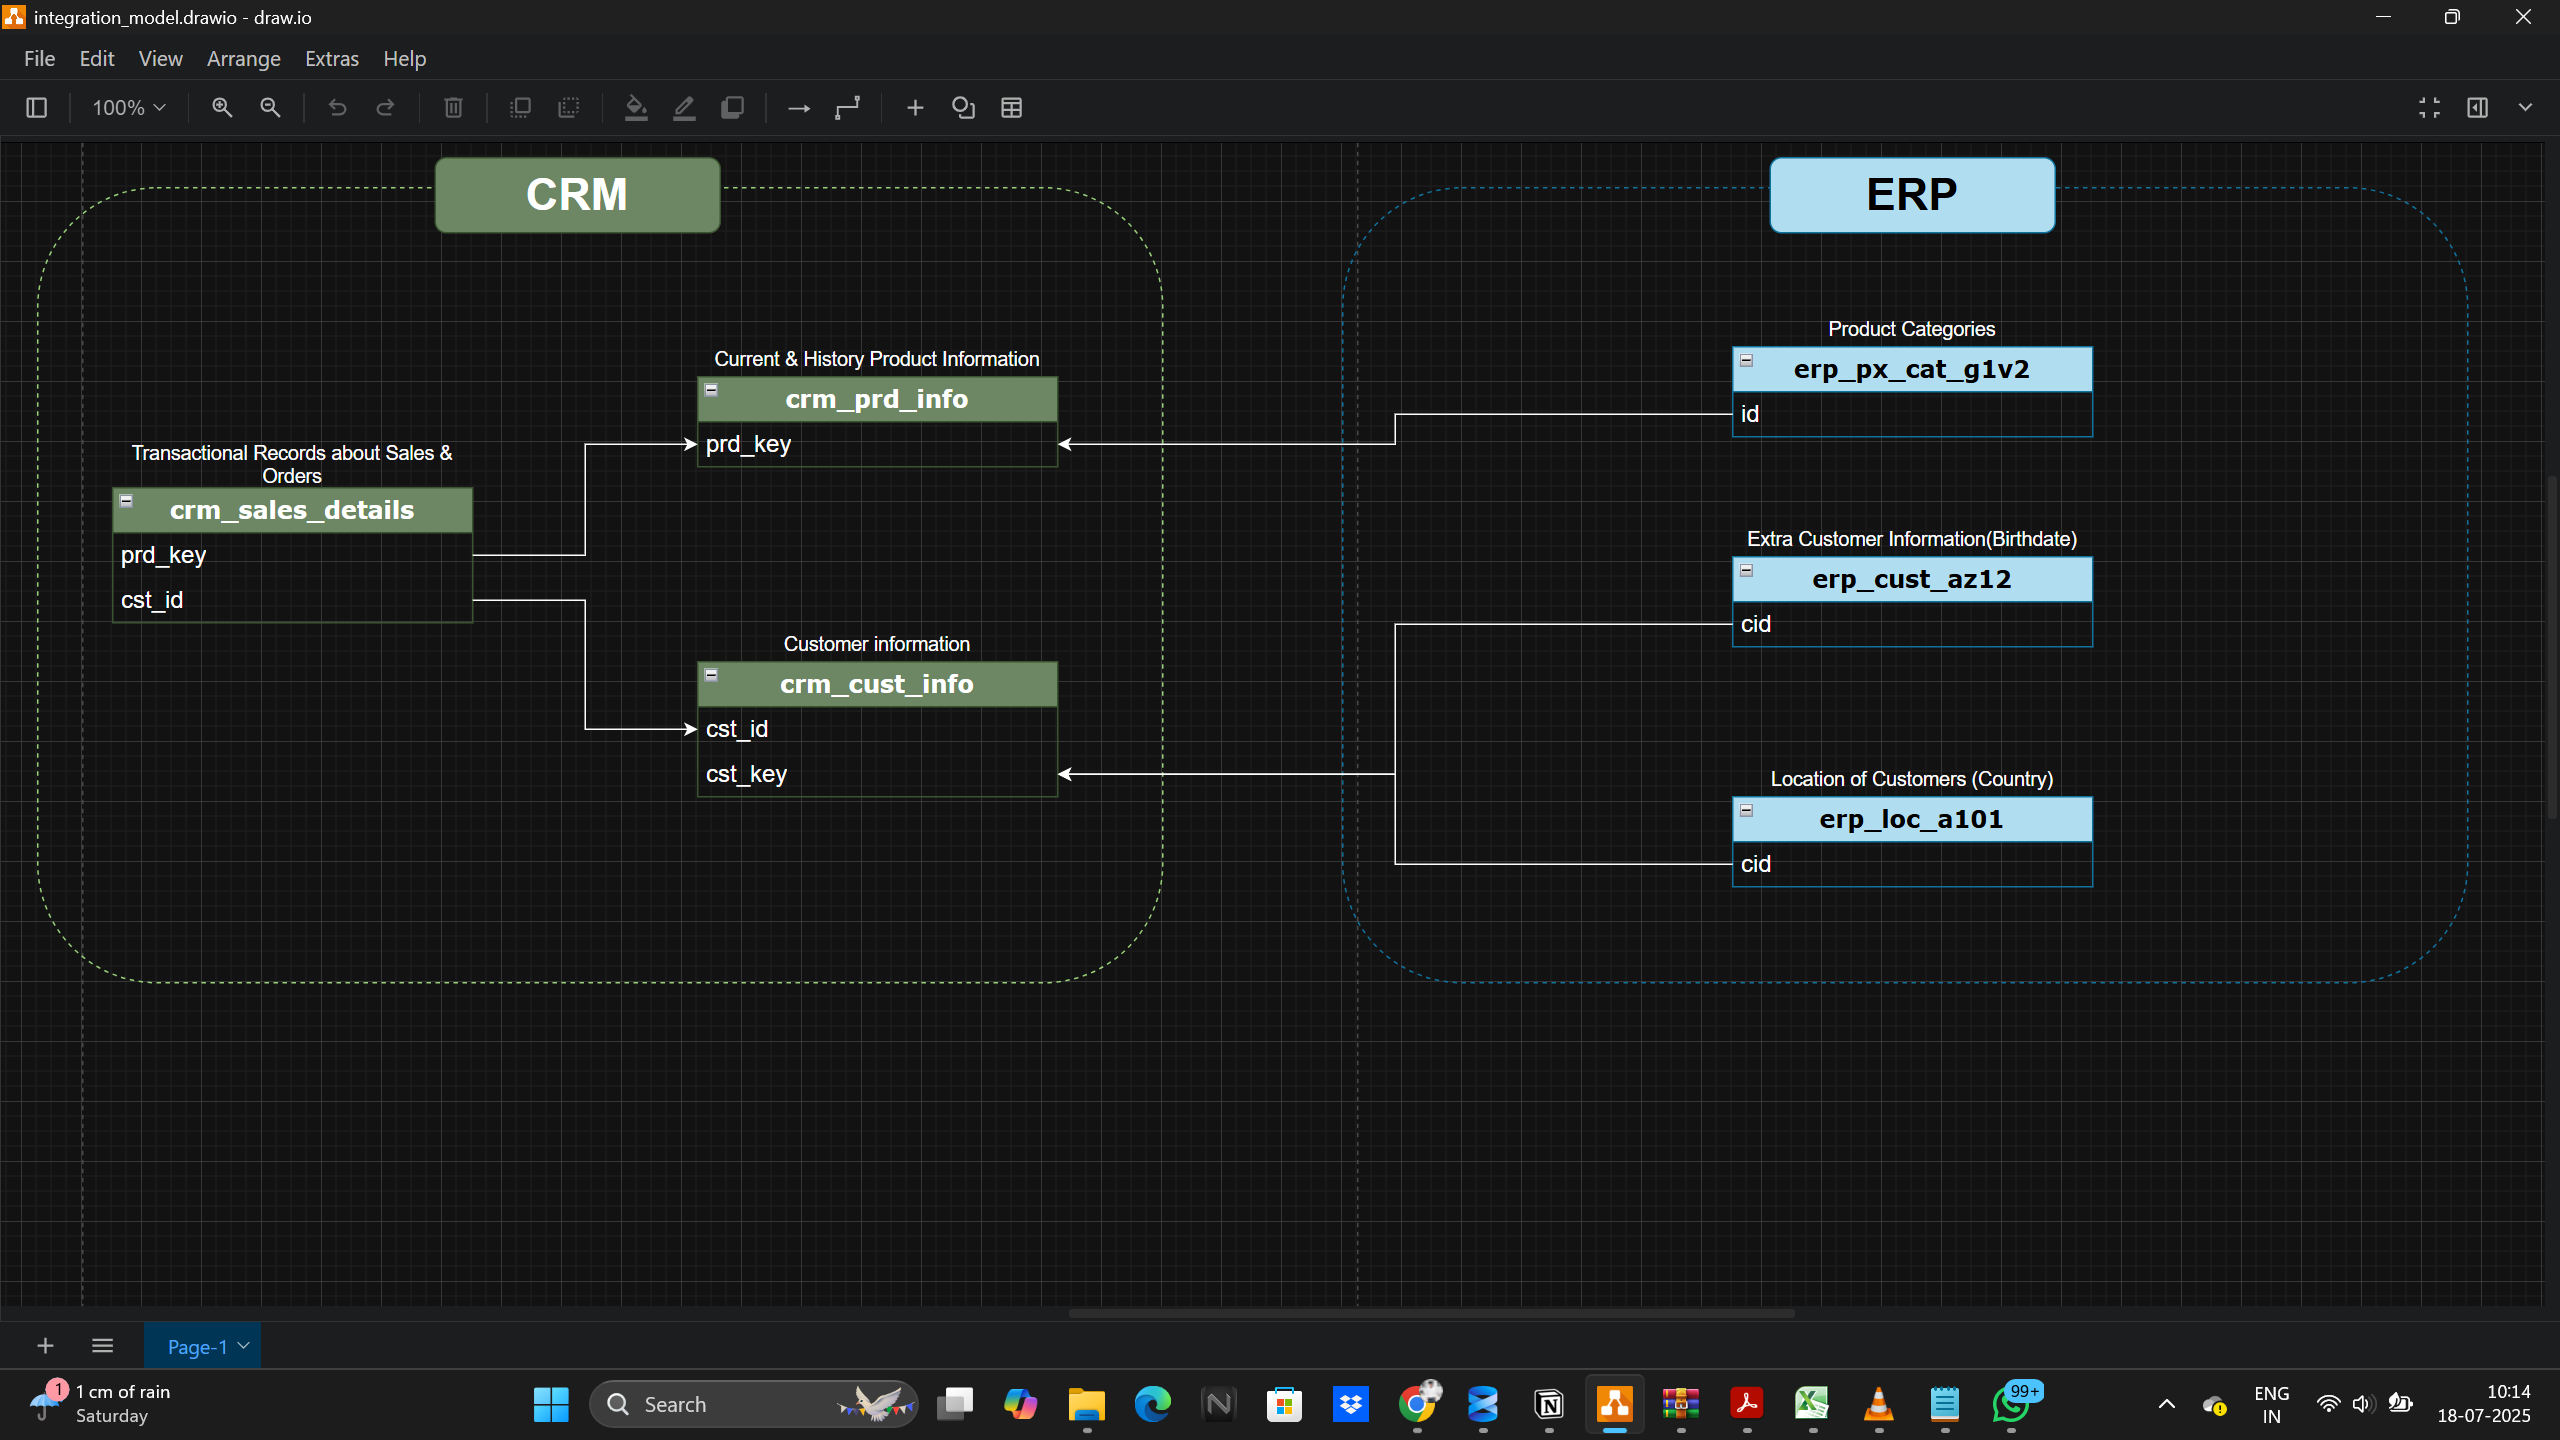 integration_model.drawio - draw.io
File Edit View Arrange Extras Help
100%
CRM
Current & History Product Information
crm_prd_info
prd_key
Transactional Records about Sales &
Orders
crm_sales_details
prd_key
cst_id
Customer information
crm_cust_info
cst_id
cst_key
ERP
Product Categories
erp_px_cat_g1v2
id
Extra Customer Information(Birthdate)
erp_cust_az12
cid
Location of Customers (Country)
erp_loc_a101
cid
Page-1
1
1 cm of rain
Saturday
Search
99+
ENG
IN
10:14
18-07-2025